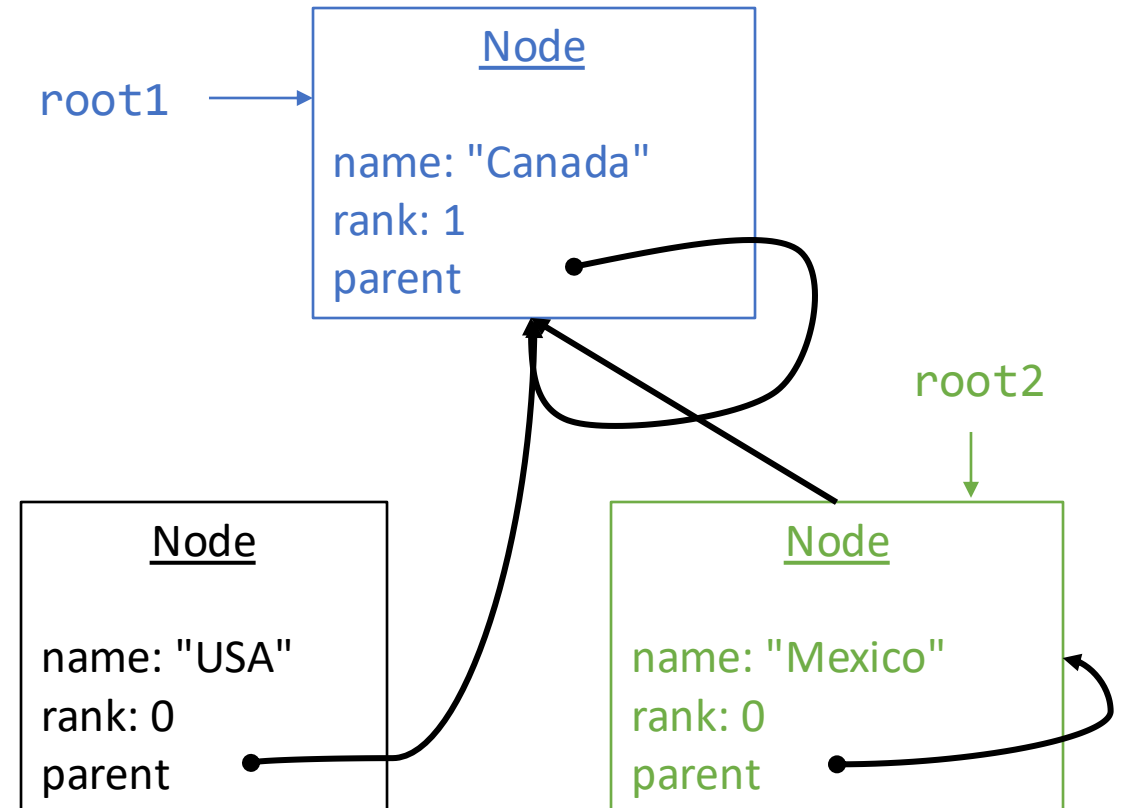 Node
root1
name: "Canada"
rank: 1
parent
root2
Node
name: "USA"
rank: 0
parent
Node
name: "Mexico"
rank: 0
parent